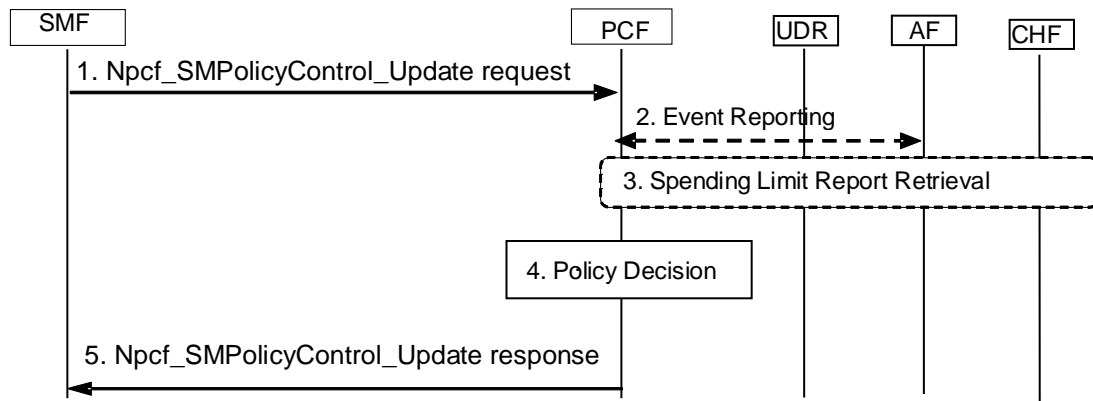 SMF
PCF
UDR
AF
CHF
1. Npcf_SMPolicyControl_Update request
2. Event Reporting
3. Spending Limit Report Retrieval
4. Policy Decision
5. Npcf_SMPolicyControl_Update response